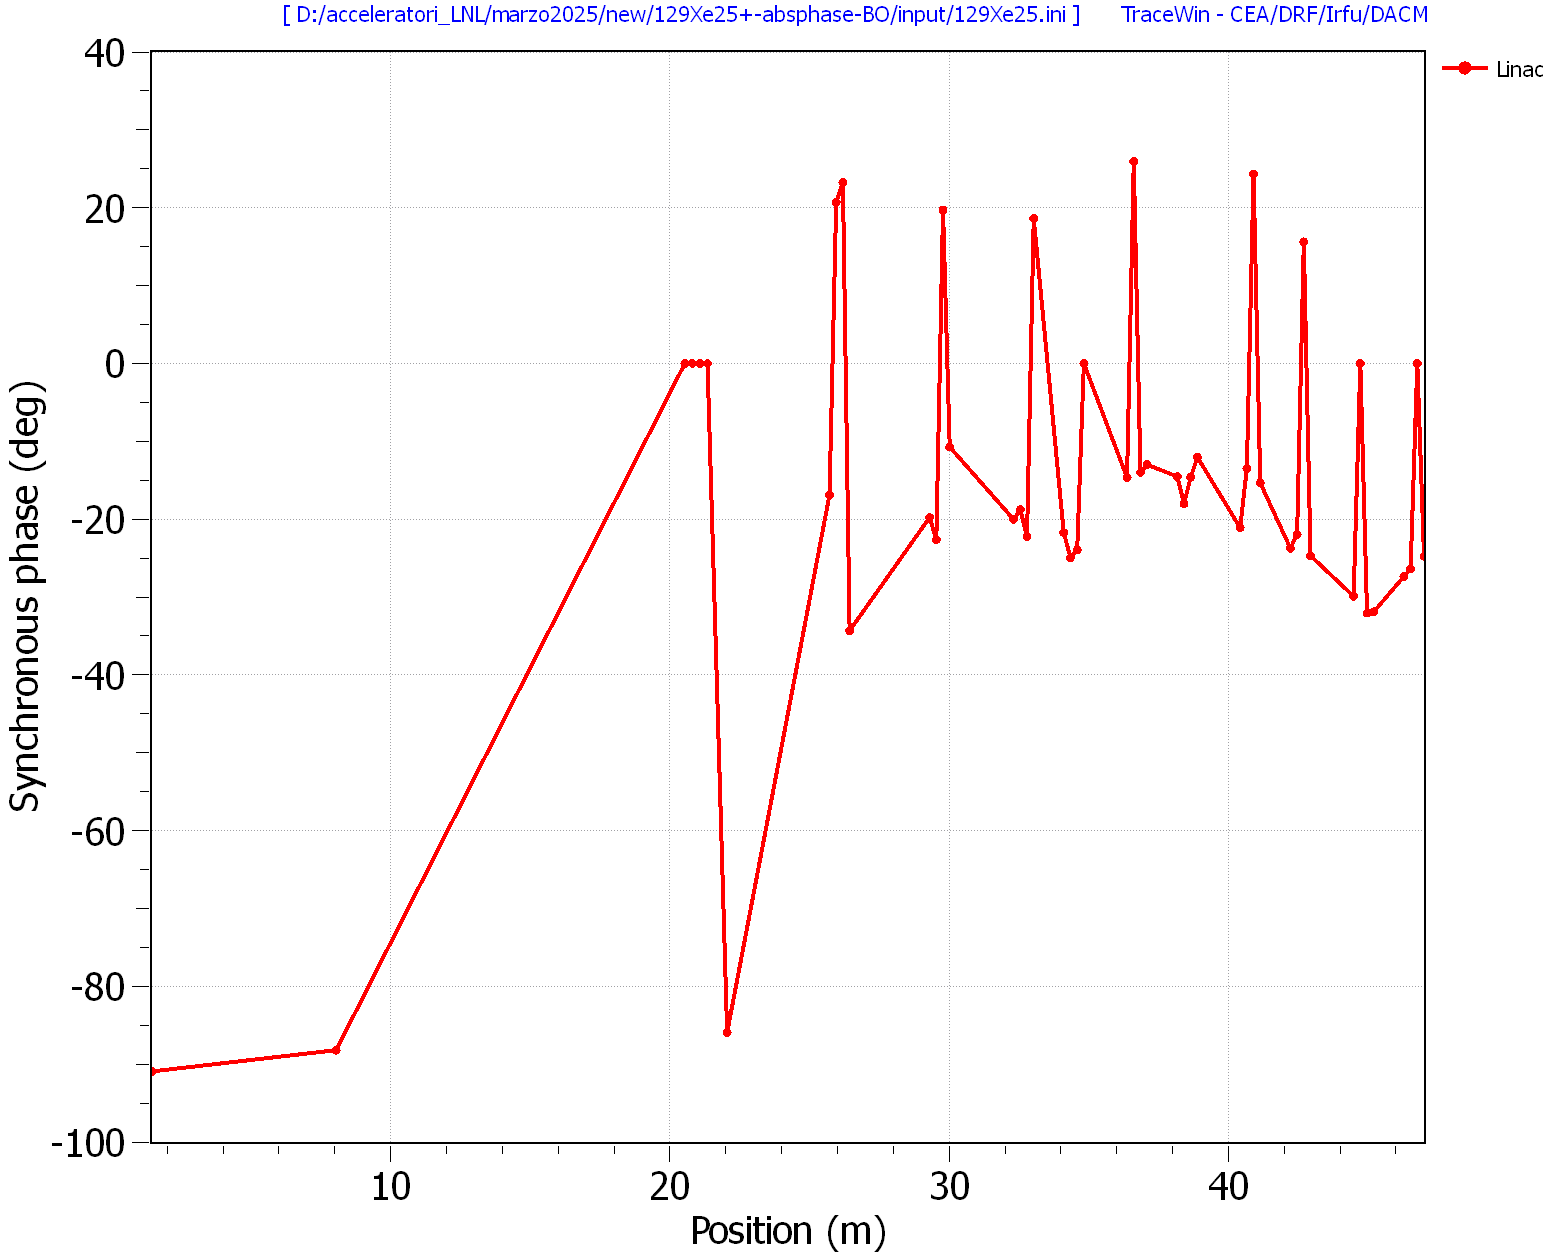 [ D:/acceleratori_LNL/marzo2025/new/129Xe25+-absphase-BO/input/129Xe25.ini ] TraceWin - CEA/DRF/Irfu/DACM
Linac
40
20
0
-20
-40
-60
-80
-100
Synchronous phase (deg)
10 20 30 40
Position (m)